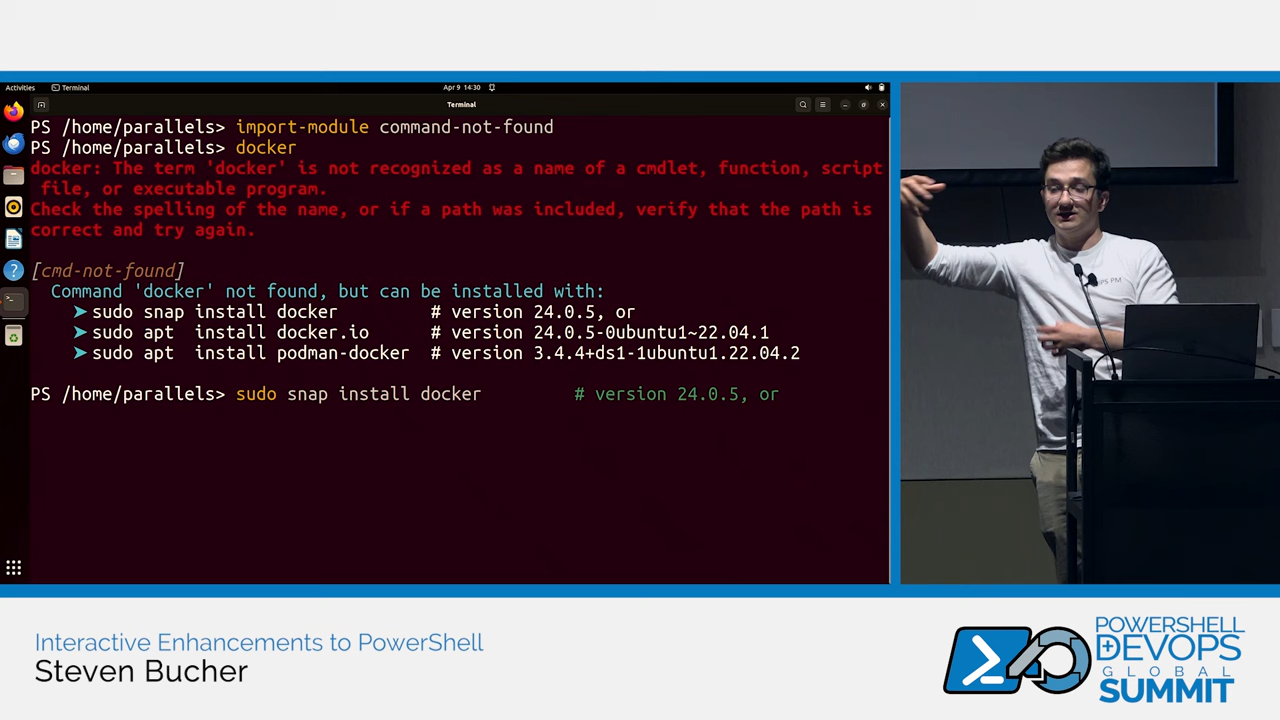 Activities
Terminal
Apr 9 14:30
Terminal
PS /home/parallels> import-module command-not-found
PS /home/parallels> docker
docker: The term 'docker' is not recognized as a name of a cmdlet, function, script
file, or executable program.
Check the spelling of the name, or if a path was included, verify that the path is
correct and try again.
[cmd-not-found]
Command 'docker' not found, but can be installed with:
➤ sudo snap install docker # version 24.0.5, or
➤ sudo apt install docker.io # version 24.0.5-0ubuntu1~22.04.1
➤ sudo apt install podman-docker # version 3.4.4+ds1-1ubuntu1.22.04.2
PS /home/parallels> sudo snap install docker # version 24.0.5, or
PM
Interactive Enhancements to PowerShell
Steven Bucher
POWERSHELL
DEVOPS
GLOBAL
SUMMIT